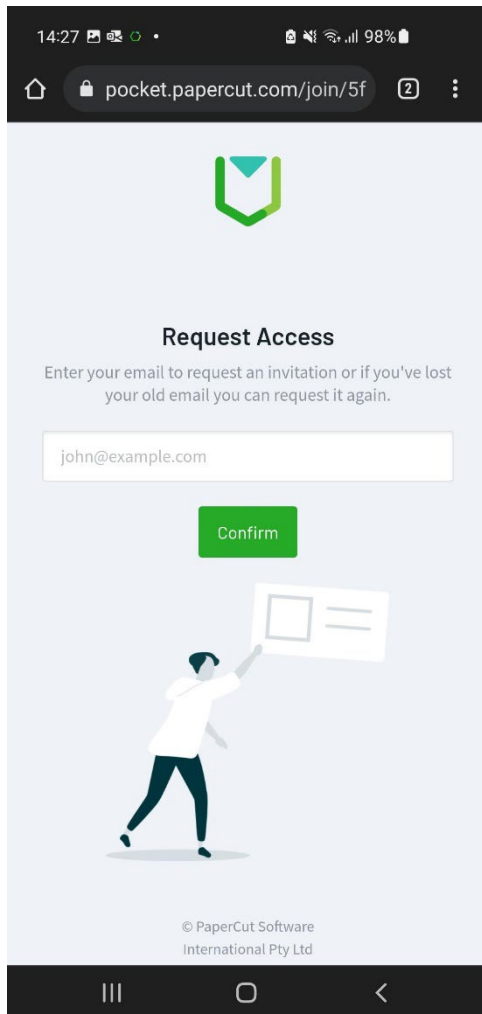 14:27 98%
pocket.papercut.com/join/5f 2
Request Access
Enter your email to request an invitation or if you've lost
your old email you can request it again.
john@example.com
Confirm
© PaperCut Software
International Pty Ltd